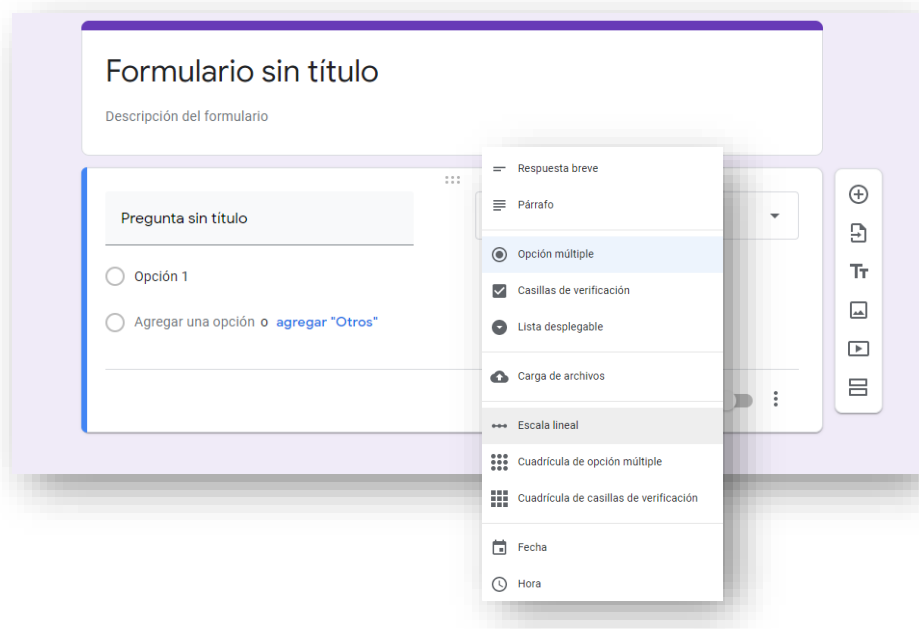 Formulario sin título
Descripción del formulario
Pregunta sin título
Opción 1
Agregar una opción o agregar "Otros"
Respuesta breve
Párrafo
Opción múltiple
Casillas de verificación
Lista desplegable
Carga de archivos
Escala lineal
Cuadrícula de opción múltiple
Cuadrícula de casillas de verificación
Fecha
Hora
Tt